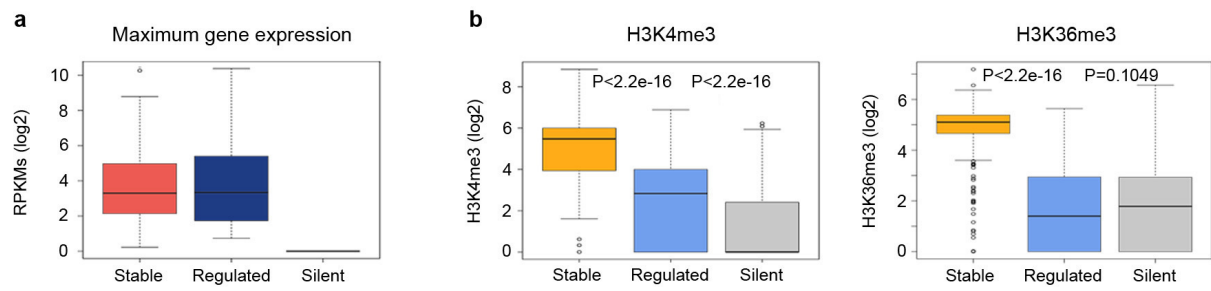 a
Maximum gene expression
RPKMs (log2)
10
8
6
4
2
0
Stable Regulated Silent
b
H3K4me3
P<2.2e-16 P<2.2e-16
H3K4me3 (log2)
8
6
4
2
0
Stable Regulated Silent
H3K36me3
P<2.2e-16 P=0.1049
H3K36me3 (log2)
6
4
2
0
Stable Regulated Silent